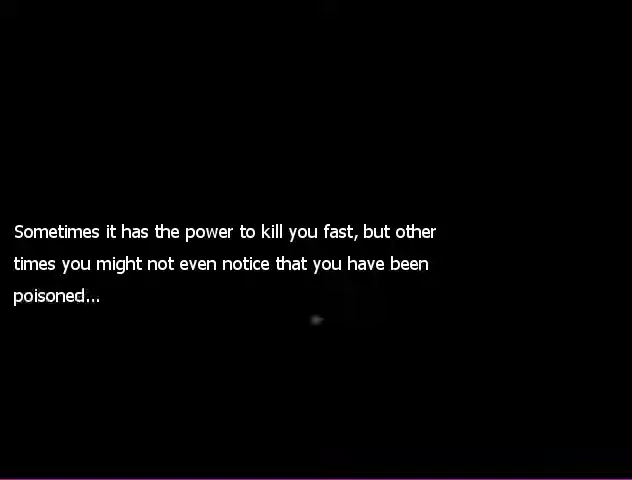 Sometimes it has the power to kill you fast, but other
times you might not even notice that you have been
poisoned...